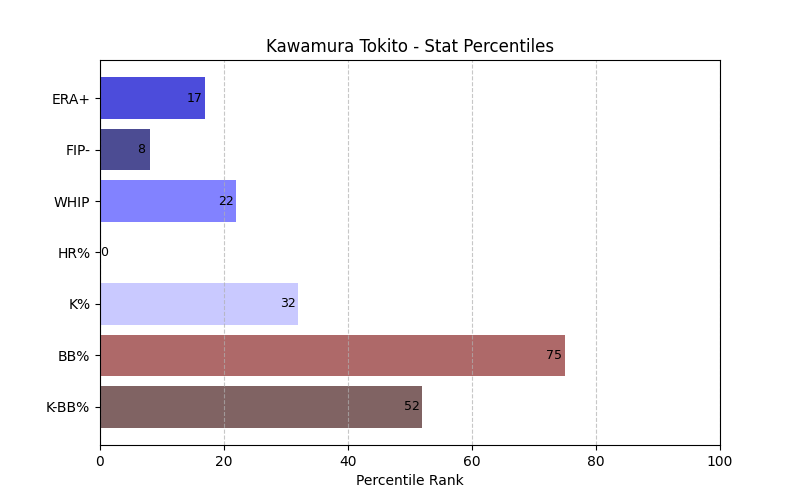 Kawamura Tokito - Stat Percentiles
ERA+ 17
FIP- 8
WHIP 22
HR% 0
K% 32
BB% 75
K-BB% 52
0 20 40 60 80 100
Percentile Rank